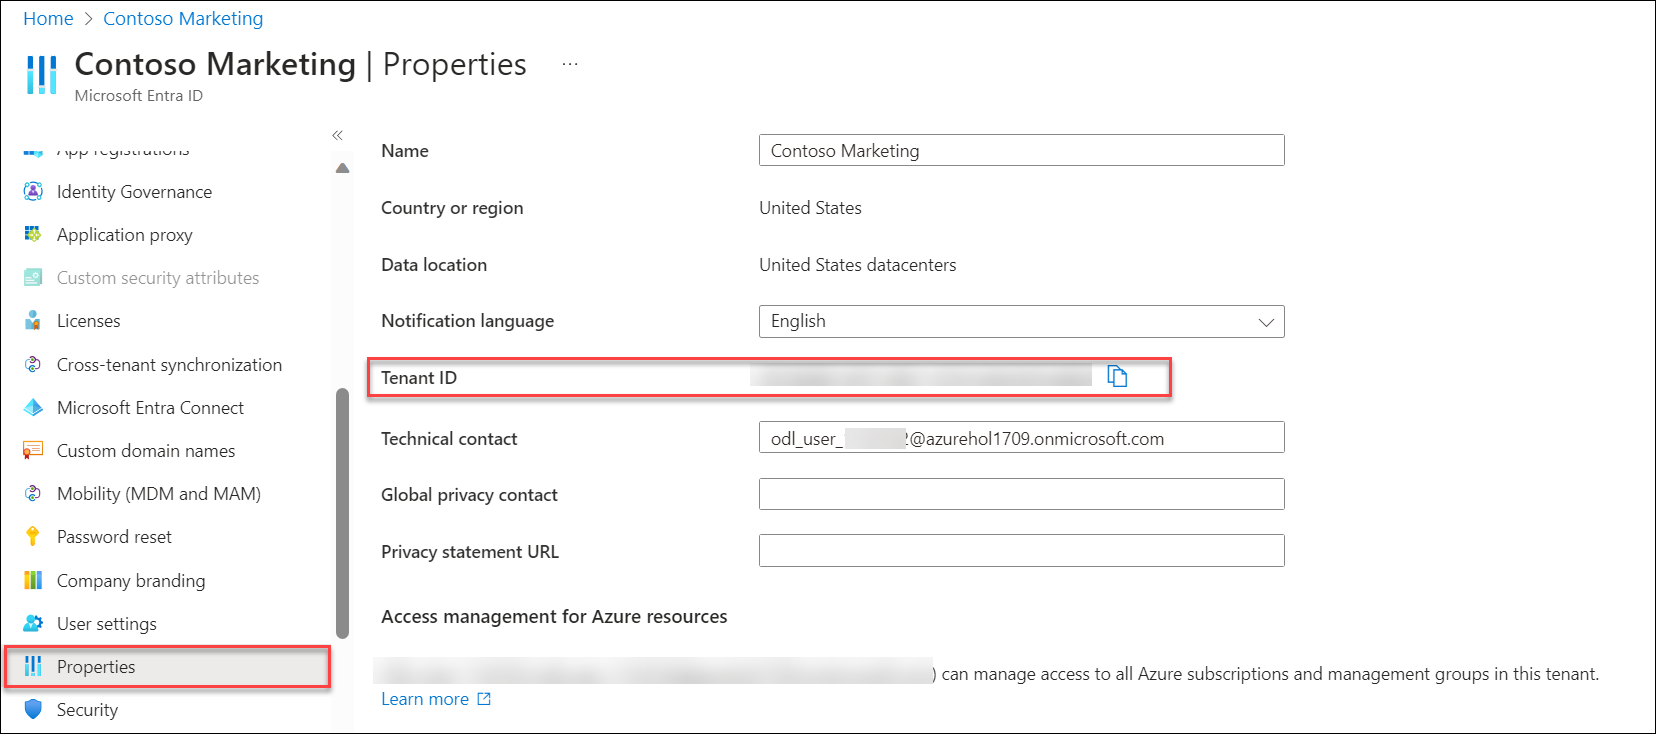 Home > Contoso Marketing
Contoso Marketing | Properties ...
Microsoft Entra ID
«
App registrations
Identity Governance
Application proxy
Custom security attributes
Licenses
Cross-tenant synchronization
Microsoft Entra Connect
Custom domain names
Mobility (MDM and MAM)
Password reset
Company branding
User settings
Properties
Security
Name
Contoso Marketing
Country or region
United States
Data location
United States datacenters
Notification language
English
Tenant ID
Technical contact
odl_user_ @azurehol1709.onmicrosoft.com
Global privacy contact
Privacy statement URL
Access management for Azure resources
) can manage access to all Azure subscriptions and management groups in this tenant.
Learn more